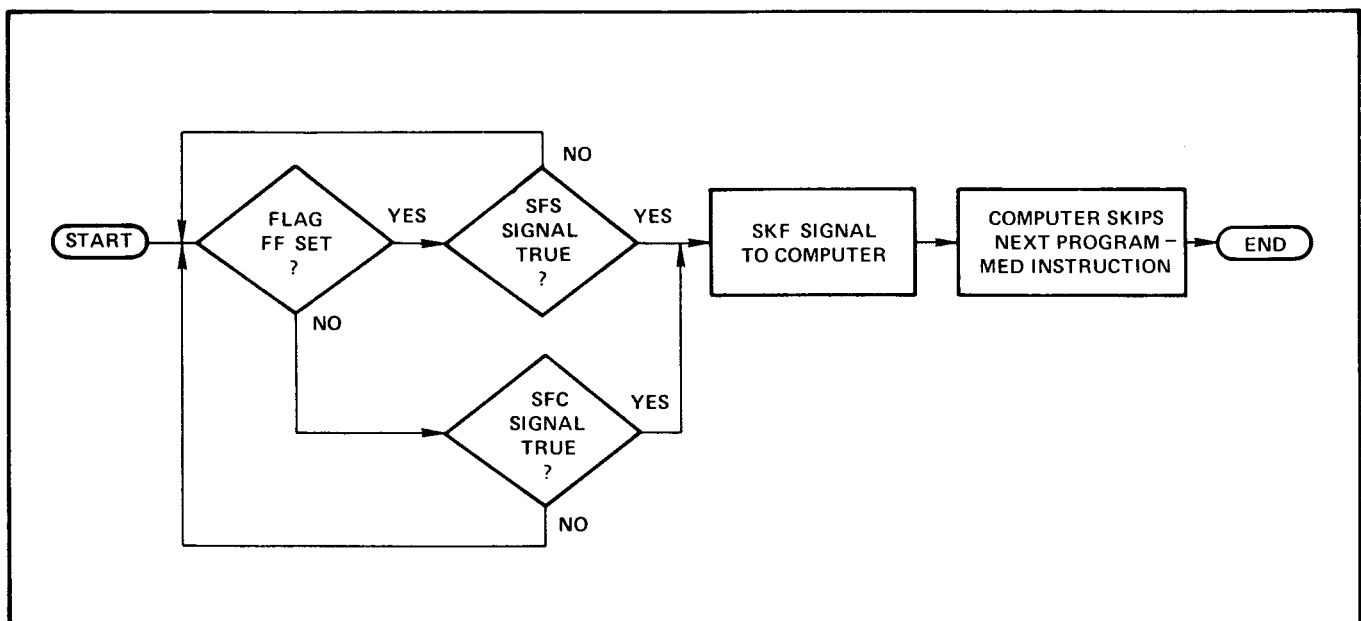 START
FLAG
FF SET
?
YES
NO
SFS
SIGNAL
TRUE
?
NO
YES
SFC
SIGNAL
TRUE
?
YES
NO
SKF SIGNAL
TO COMPUTER
COMPUTER SKIPS
NEXT PROGRAM –
MED INSTRUCTION
END